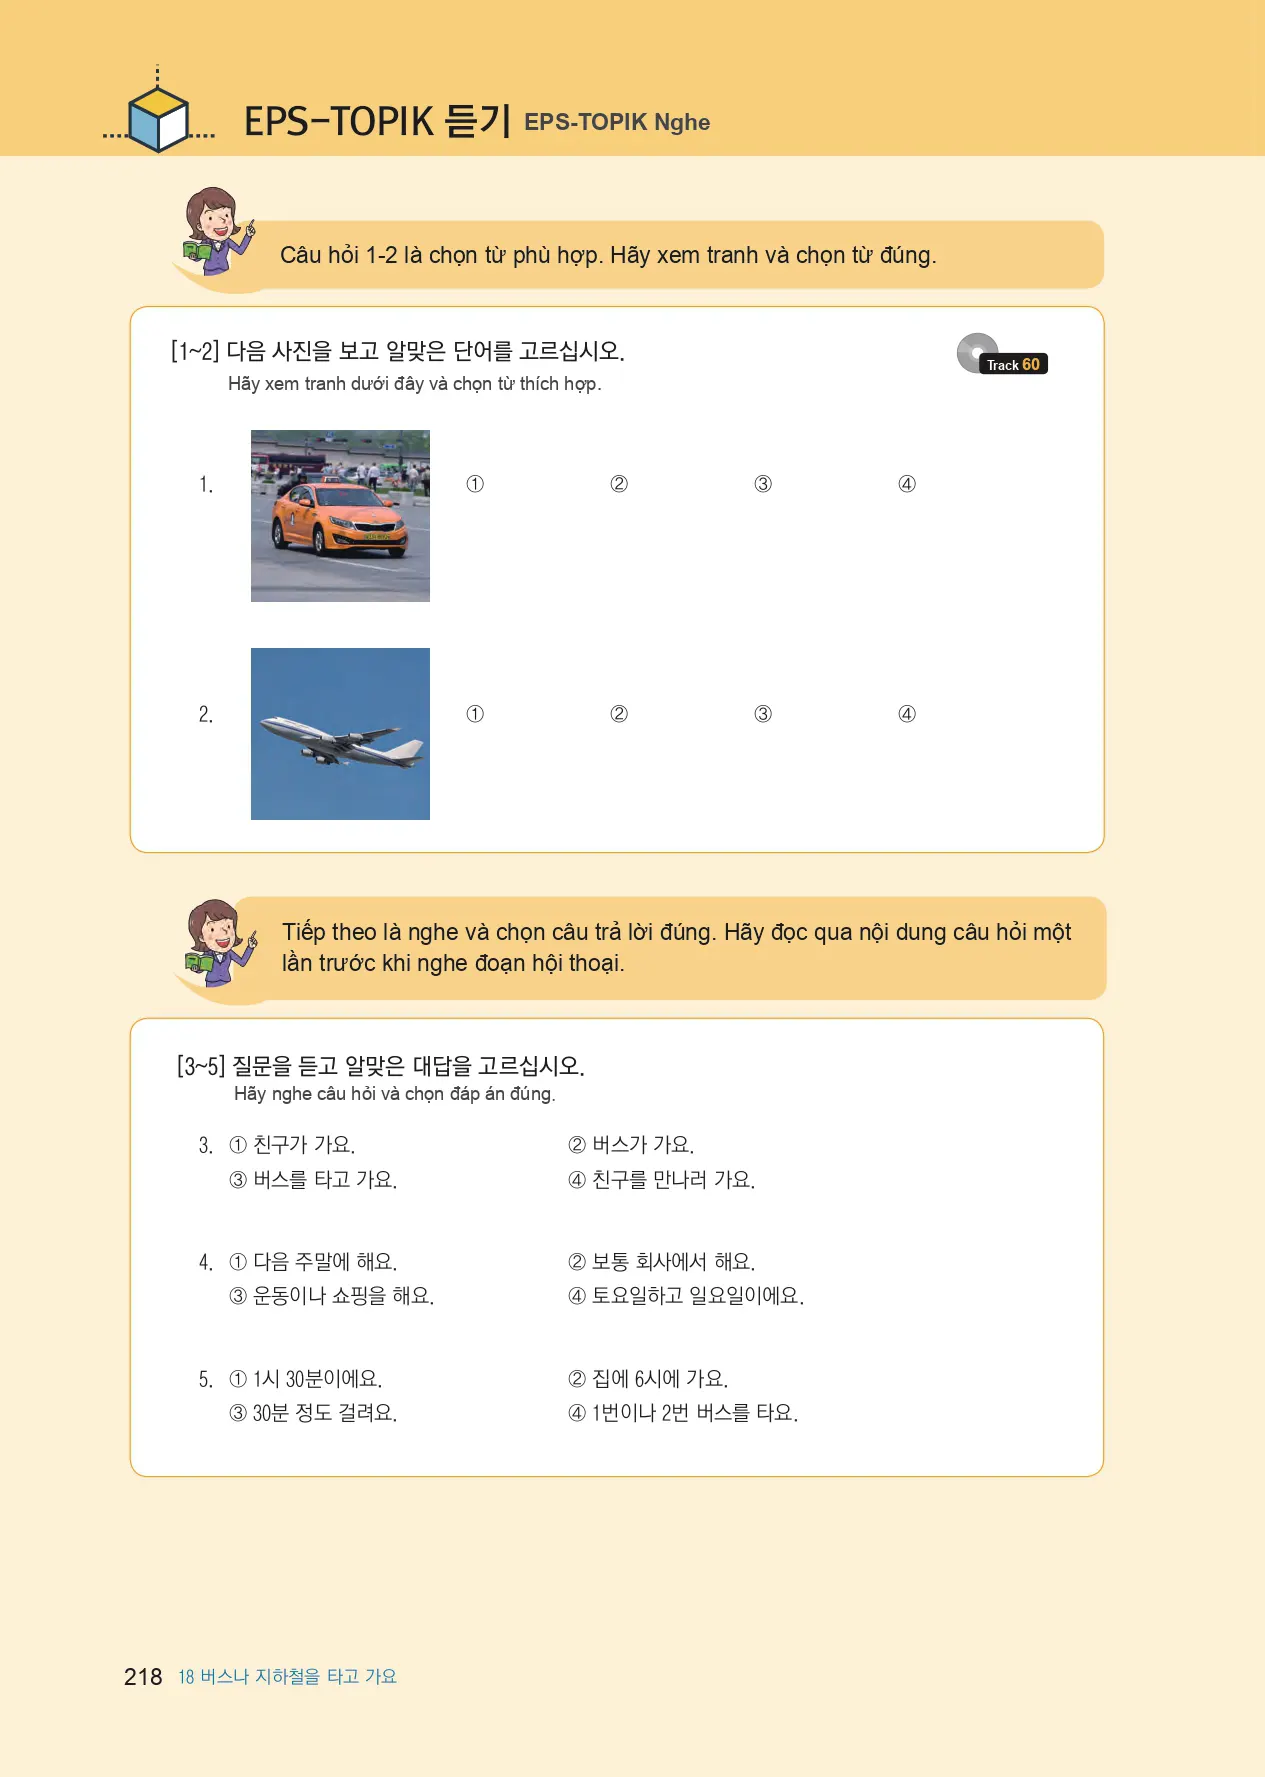 EPS-TOPIK 듣기 EPS-TOPIK Nghe
Câu hỏi 1-2 là chọn từ phù hợp. Hãy xem tranh và chọn từ đúng.
[1~2] 다음 사진을 보고 알맞은 단어를 고르십시오.
Track 60
Hãy xem tranh dưới đây và chọn từ thích hợp.
1. ① ② ③ ④
2. ① ② ③ ④
Tiếp theo là nghe và chọn câu trả lời đúng. Hãy đọc qua nội dung câu hỏi một
lần trước khi nghe đoạn hội thoại.
[3~5] 질문을 듣고 알맞은 대답을 고르십시오.
Hãy nghe câu hỏi và chọn đáp án đúng.
3. ① 친구가 가요. ② 버스가 가요.
③ 버스를 타고 가요. ④ 친구를 만나러 가요.
4. ① 다음 주말에 해요. ② 보통 회사에서 해요.
③ 운동이나 쇼핑을 해요. ④ 토요일하고 일요일이에요.
5. ① 1시 30분이에요. ② 집에 6시에 가요.
③ 30분 정도 걸려요. ④ 1번이나 2번 버스를 타요.
218 18 버스나 지하철을 타고 가요